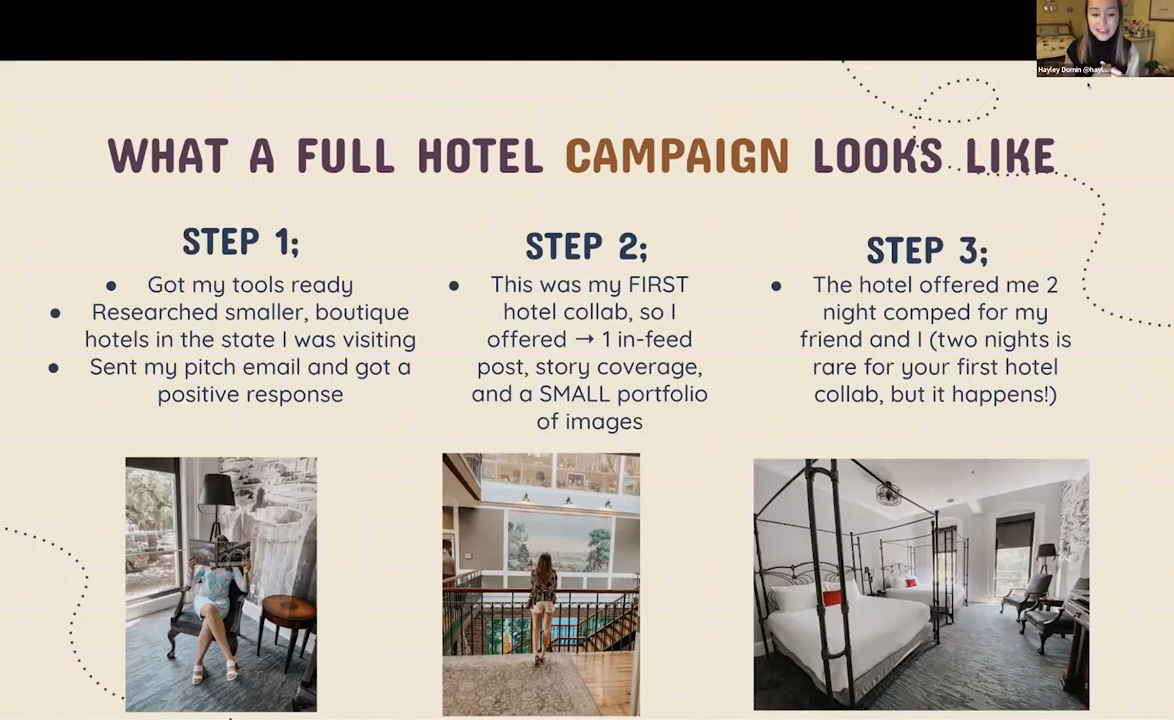 Hayley Domin @hayl...
WHAT A FULL HOTEL CAMPAIGN LOOKS LIKE
STEP 1;
● Got my tools ready
● Researched smaller, boutique
hotels in the state I was visiting
● Sent my pitch email and got a
positive response
STEP 2;
● This was my FIRST
hotel collab, so I
offered → 1 in-feed
post, story coverage,
and a SMALL portfolio
of images
STEP 3;
● The hotel offered me 2
night comped for my
friend and I (two nights is
rare for your first hotel
collab, but it happens!)